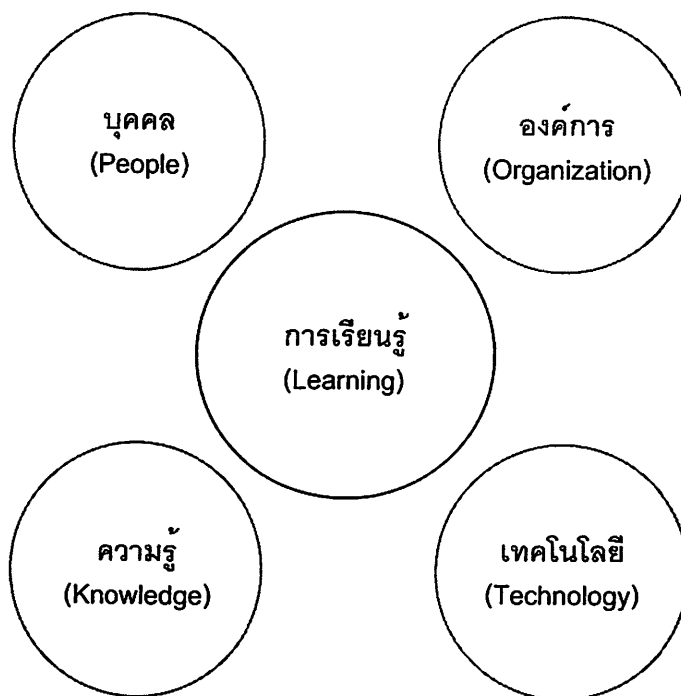 บุคคล
(People)
องค์การ
(Organization)
การเรียนรู้
(Learning)
ความรู้
(Knowledge)
เทคโนโลยี
(Technology)